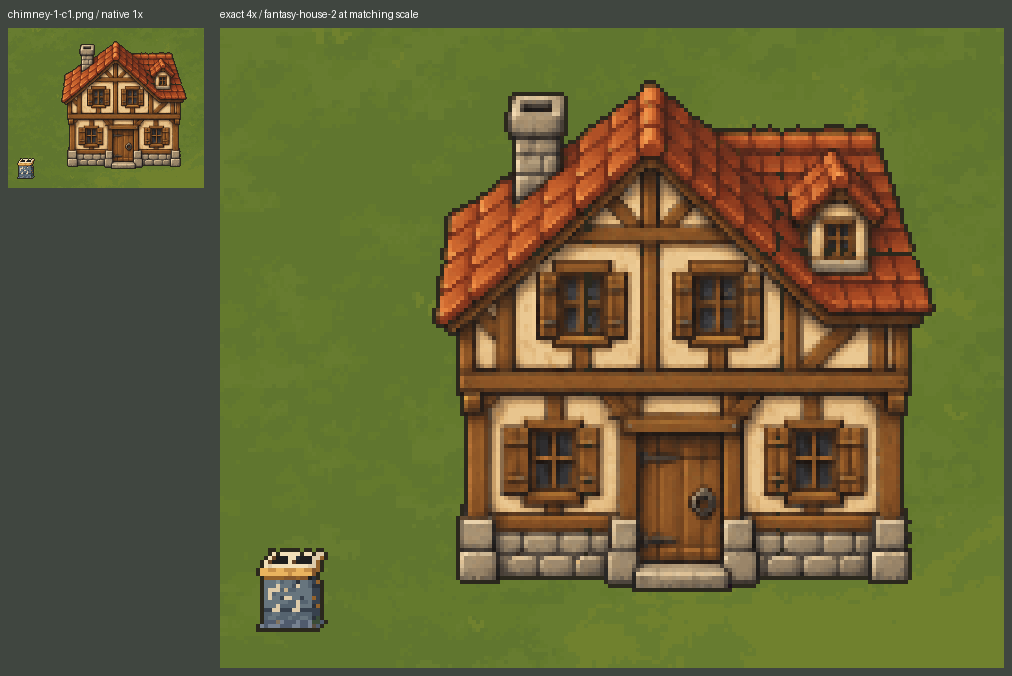 chimney-1-c1.png / native 1x
exact 4x / fantasy-house-2 at matching scale